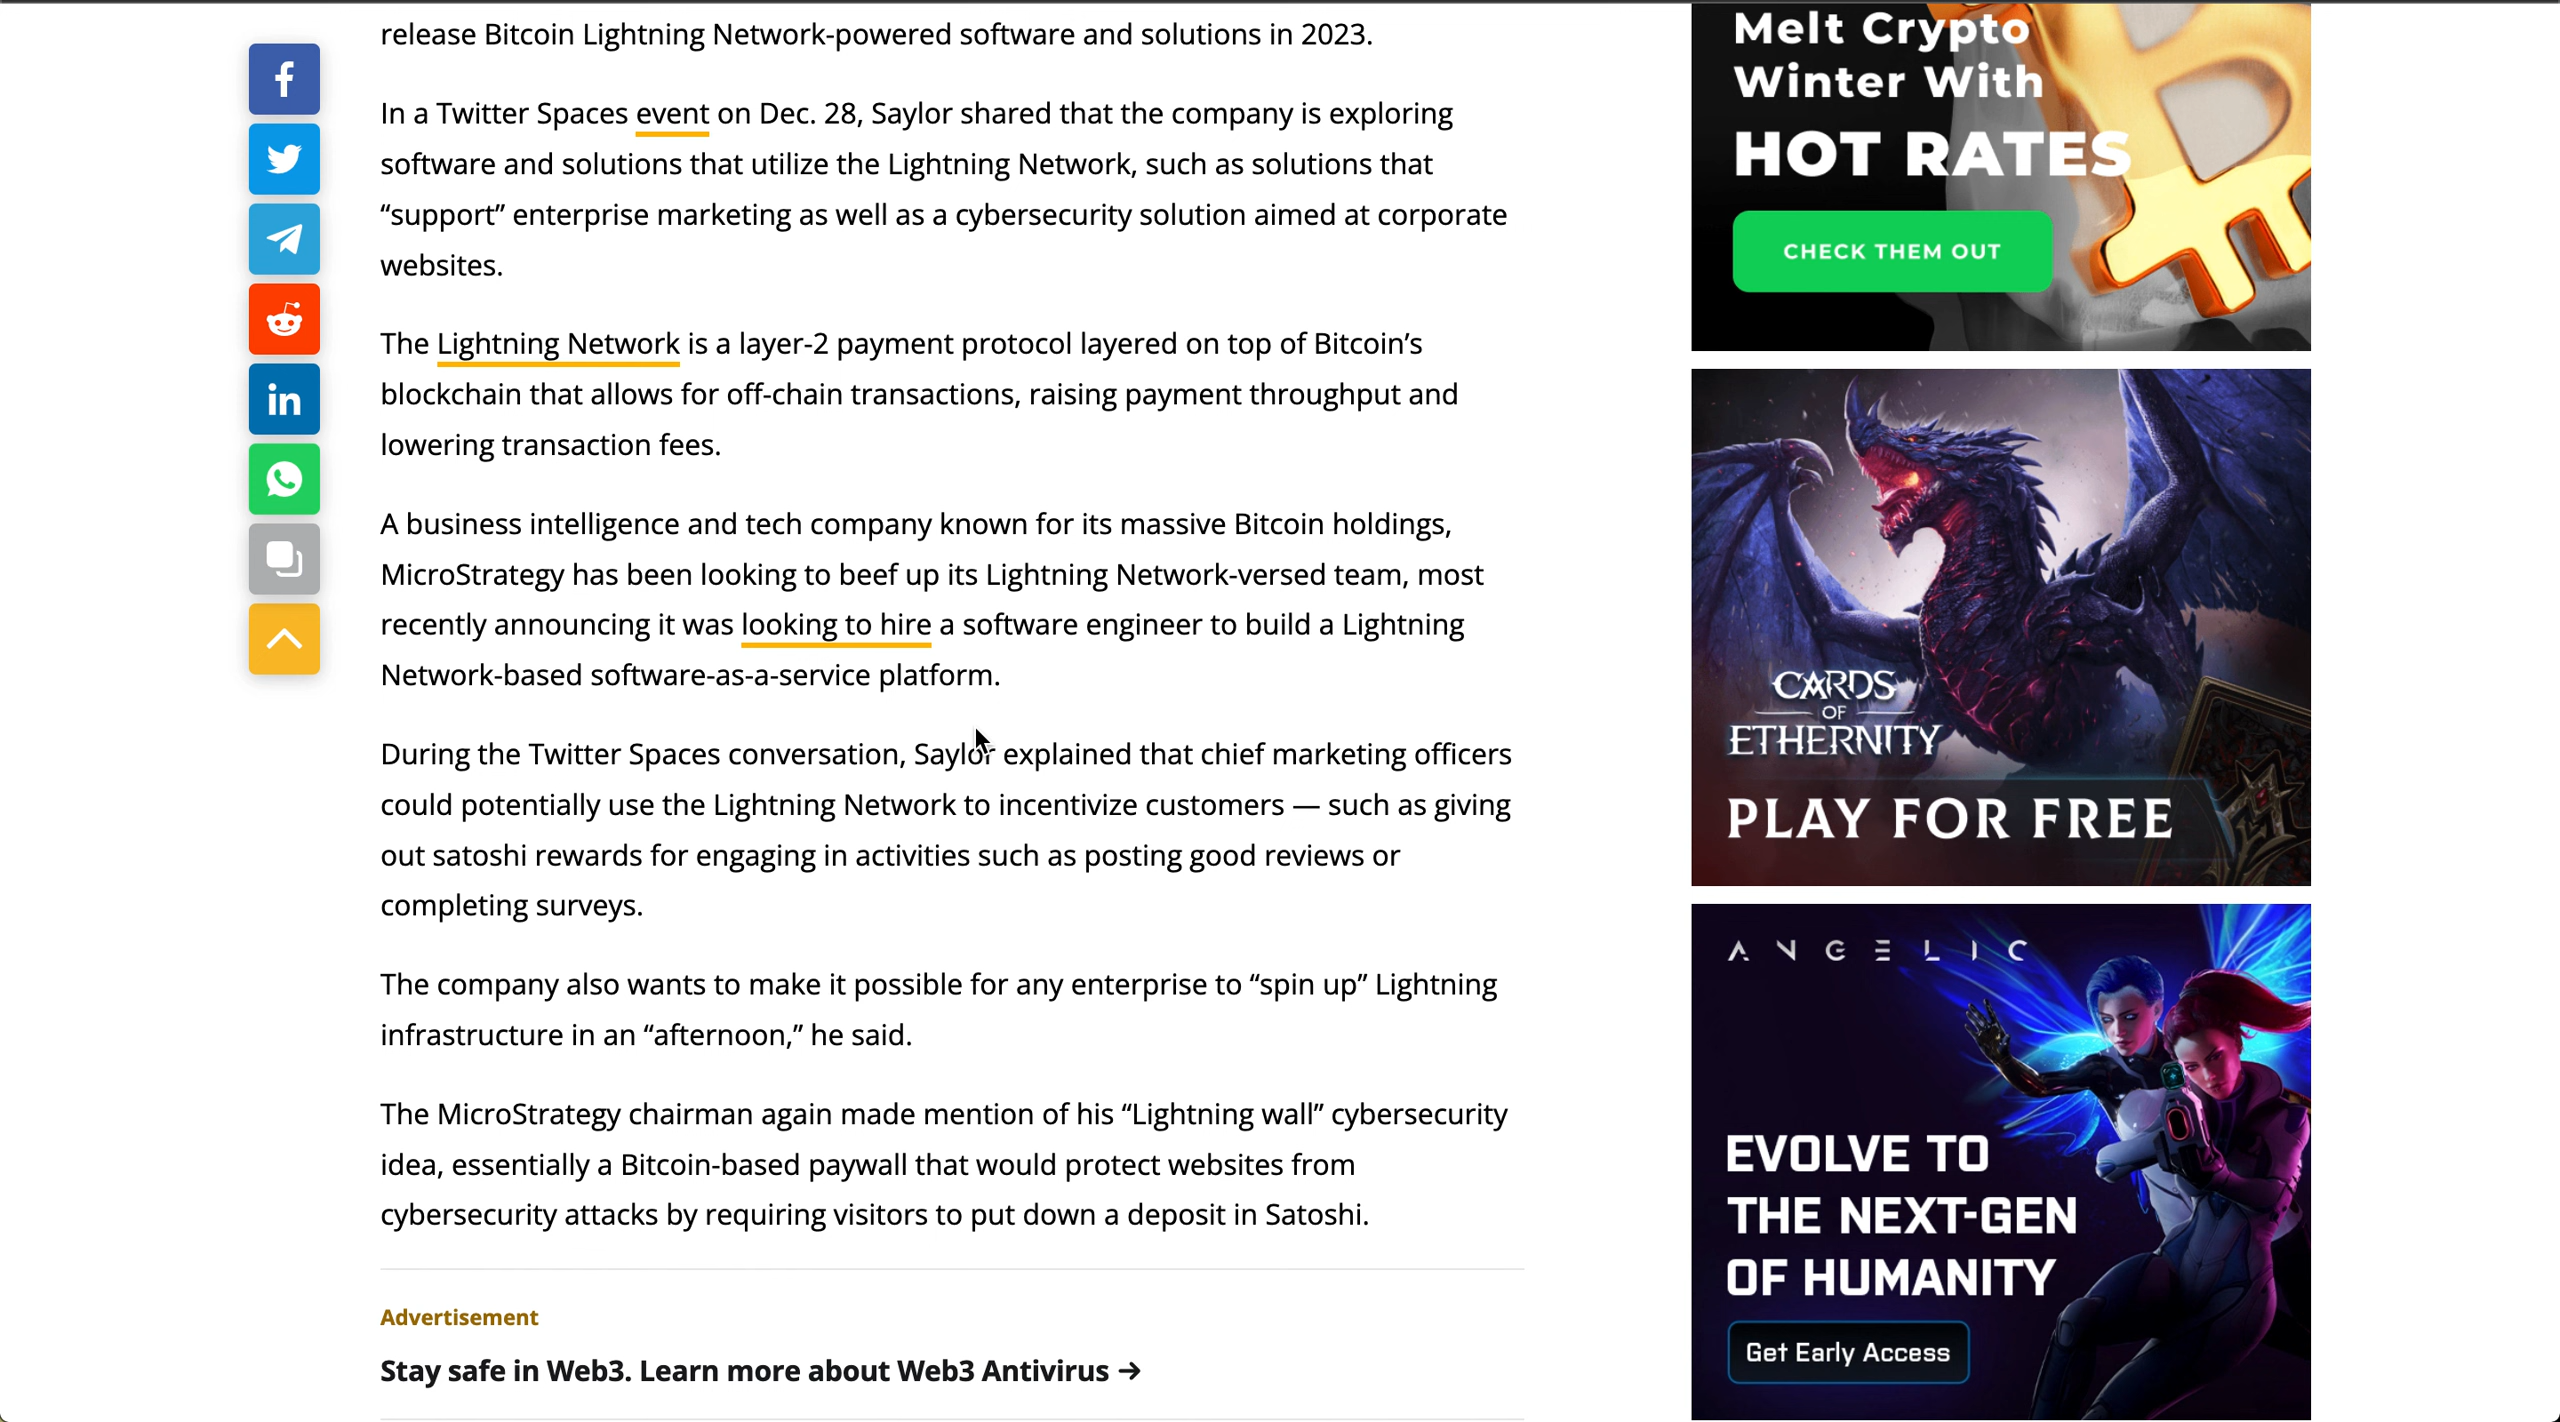 release Bitcoin Lightning Network-powered software and solutions in 2023.
In a Twitter Spaces event on Dec. 28, Saylor shared that the company is exploring
software and solutions that utilize the Lightning Network, such as solutions that
“support” enterprise marketing as well as a cybersecurity solution aimed at corporate
websites.
The Lightning Network is a layer-2 payment protocol layered on top of Bitcoin’s
blockchain that allows for off-chain transactions, raising payment throughput and
lowering transaction fees.
A business intelligence and tech company known for its massive Bitcoin holdings,
MicroStrategy has been looking to beef up its Lightning Network-versed team, most
recently announcing it was looking to hire a software engineer to build a Lightning
Network-based software-as-a-service platform.
During the Twitter Spaces conversation, Saylor explained that chief marketing officers
could potentially use the Lightning Network to incentivize customers — such as giving
out satoshi rewards for engaging in activities such as posting good reviews or
completing surveys.
The company also wants to make it possible for any enterprise to “spin up” Lightning
infrastructure in an “afternoon,” he said.
The MicroStrategy chairman again made mention of his “Lightning wall” cybersecurity
idea, essentially a Bitcoin-based paywall that would protect websites from
cybersecurity attacks by requiring visitors to put down a deposit in Satoshi.
Advertisement
Stay safe in Web3. Learn more about Web3 Antivirus →
Melt Crypto
Winter With
HOT RATES
CHECK THEM OUT
CARDS
OF
ETHERNITY
PLAY FOR FREE
ANGELIC
EVOLVE TO
THE NEXT-GEN
OF HUMANITY
Get Early Access